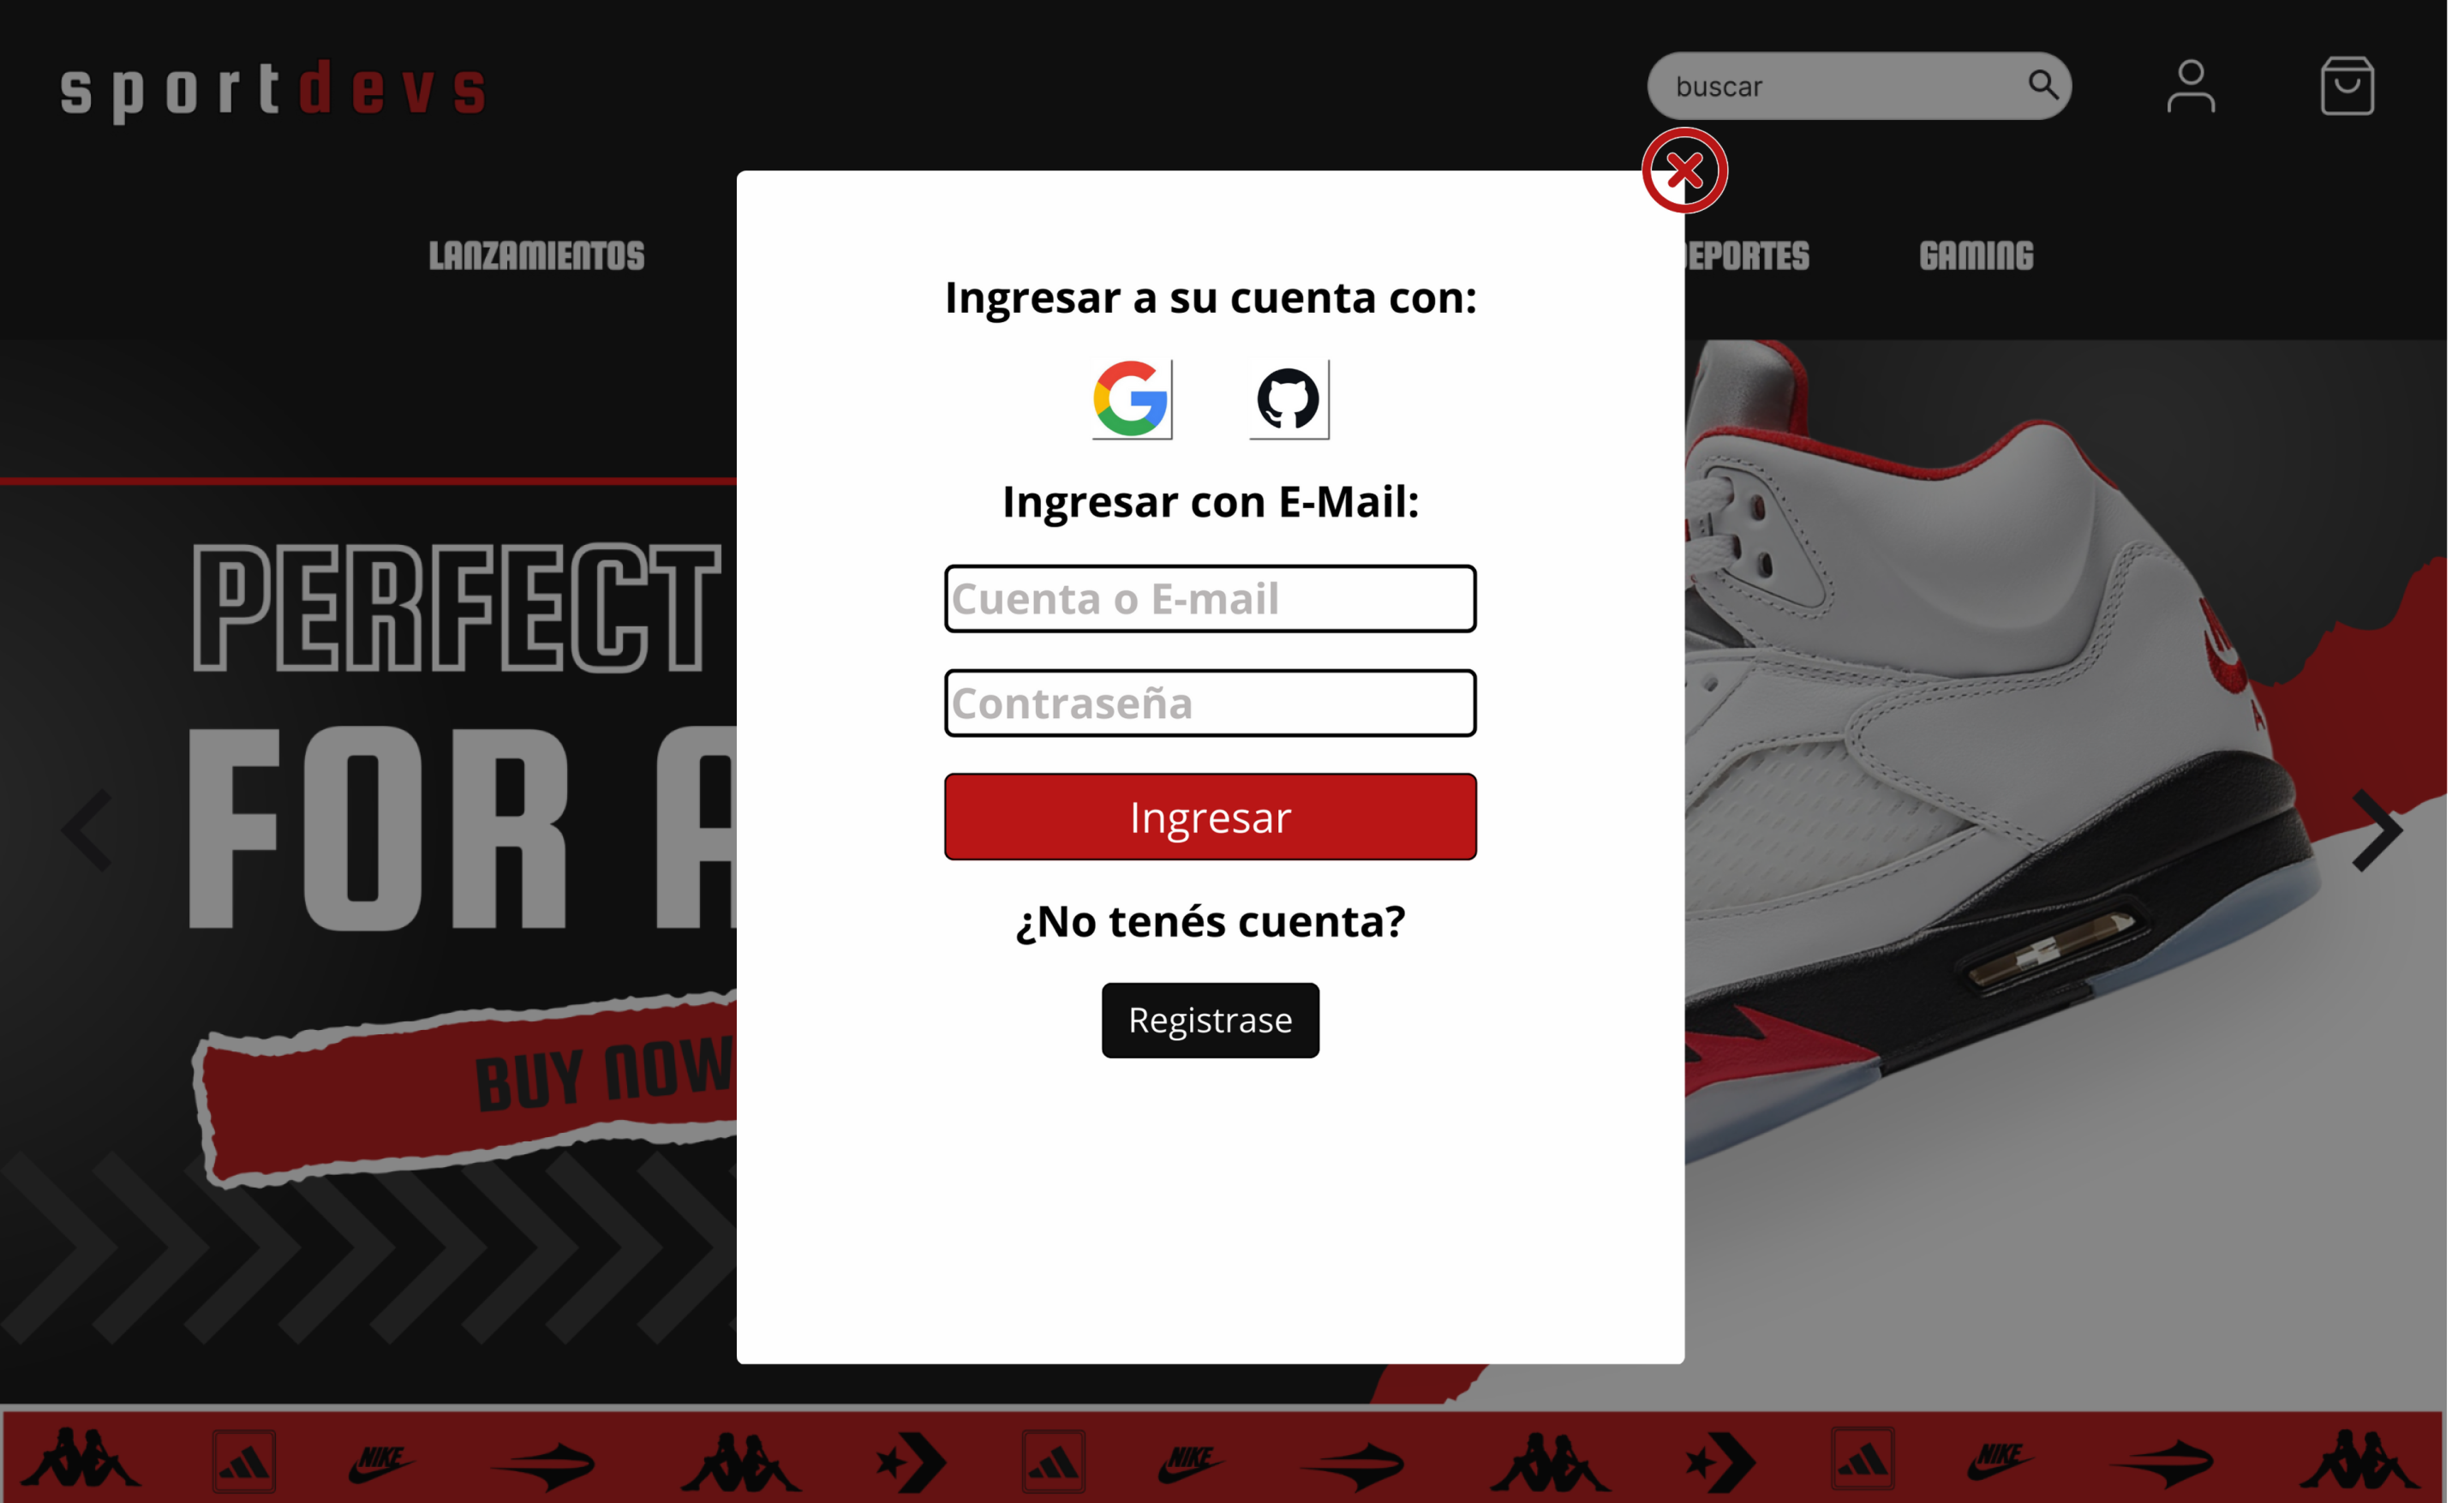 sportdevs
buscar
LANZAMIENTOS
EPORTES
GAMING
Ingresar a su cuenta con:
Ingresar con E-Mail:
Cuenta o E-mail
Contraseña
Ingresar
¿No tenés cuenta?
Registrase
PERFECT
FOR A
BUY NOW
NIKE
NIKE
NIKE